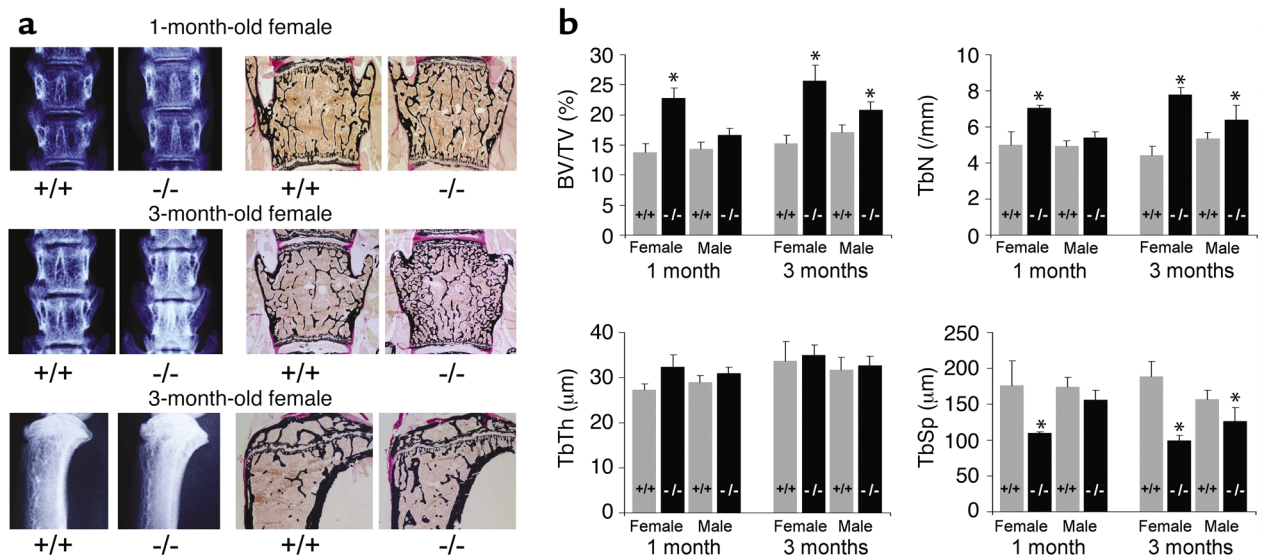 a
1-month-old female
+/+ -/- +/+ -/-
3-month-old female
+/+ -/- +/+ -/-
3-month-old female
+/+ -/- +/+ -/-
b
BV/TV (%)
30
25
20
15
10
5
0
* * *
+/+ -/- +/+ -/- +/+ -/- +/+ -/-
Female Male Female Male
1 month 3 months
TbN (/mm)
10
8
6
4
2
0
* * *
+/+ -/- +/+ -/- +/+ -/- +/+ -/-
Female Male Female Male
1 month 3 months
TbTh (μm)
40
30
20
10
0
+/+ -/- +/+ -/- +/+ -/- +/+ -/-
Female Male Female Male
1 month 3 months
TbSp (μm)
250
200
150
100
50
0
* * *
+/+ -/- +/+ -/- +/+ -/- +/+ -/-
Female Male Female Male
1 month 3 months